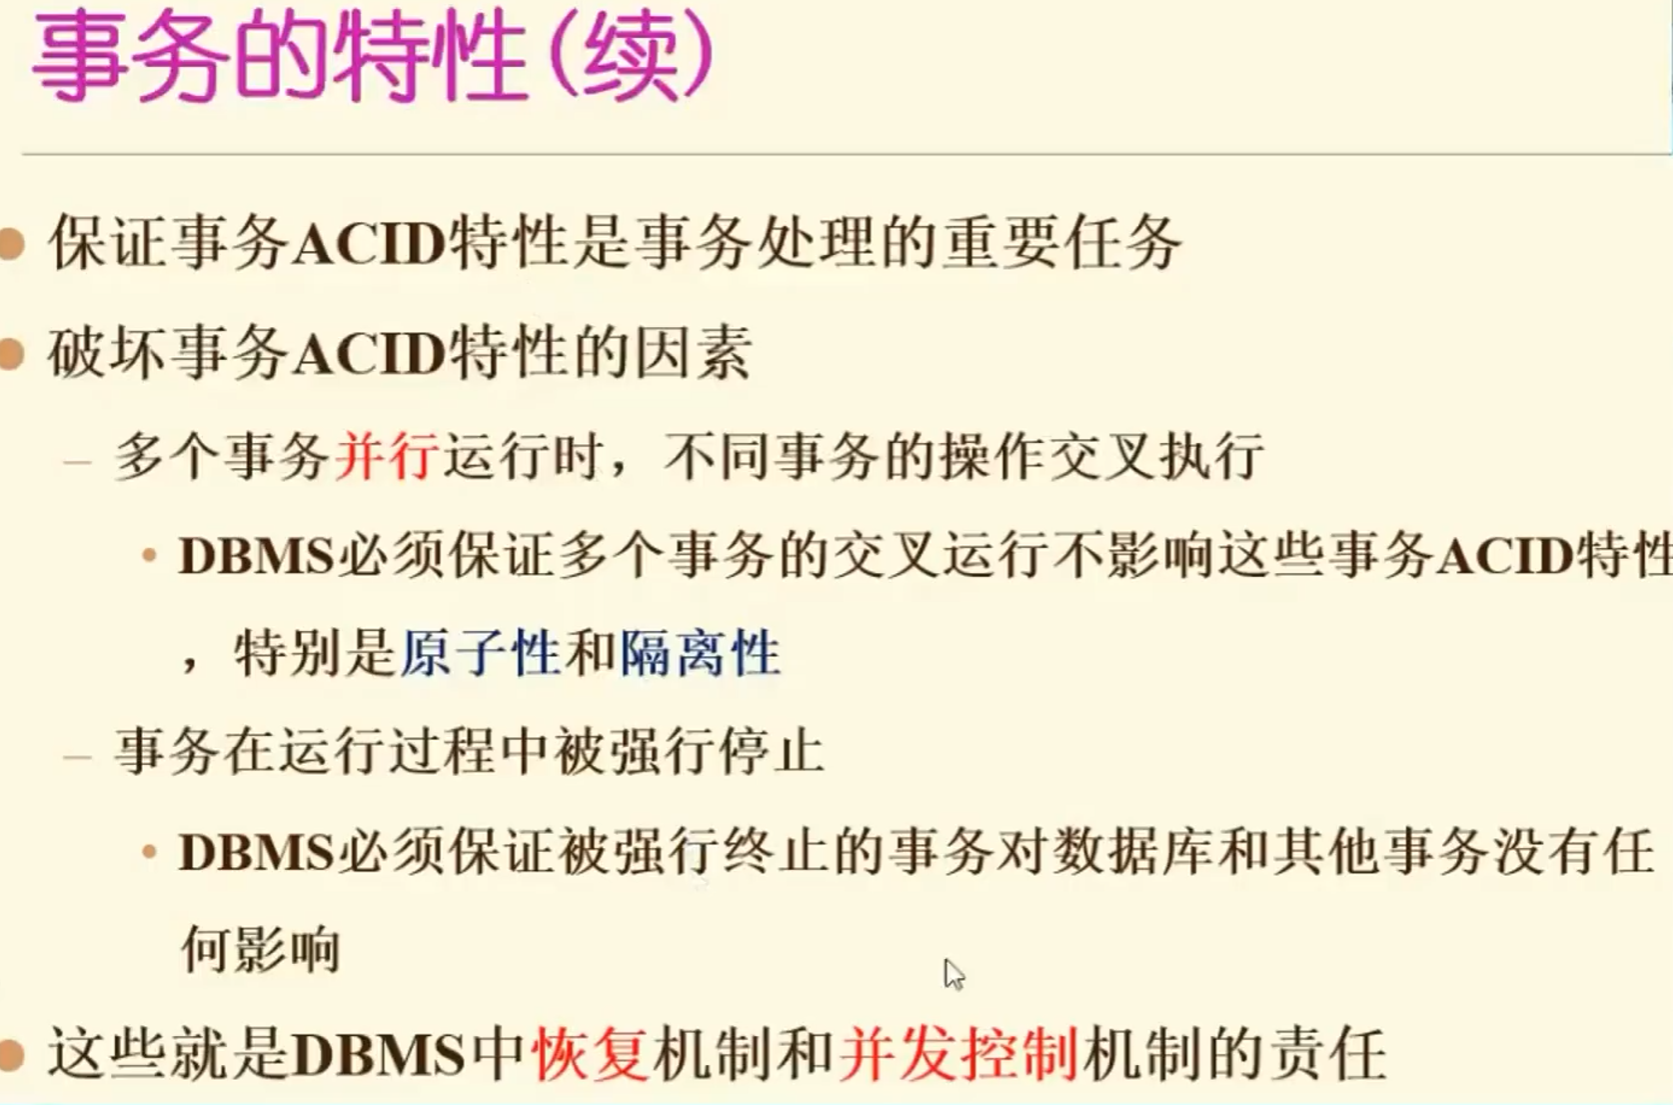 事务的特性(续)
保证事务ACID特性是事务处理的重要任务
破坏事务ACID特性的因素
– 多个事务并行运行时，不同事务的操作交叉执行
• DBMS必须保证多个事务的交叉运行不影响这些事务ACID特性
，特别是原子性和隔离性
– 事务在运行过程中被强行停止
• DBMS必须保证被强行终止的事务对数据库和其他事务没有任
何影响
这些就是DBMS中恢复机制和并发控制机制的责任